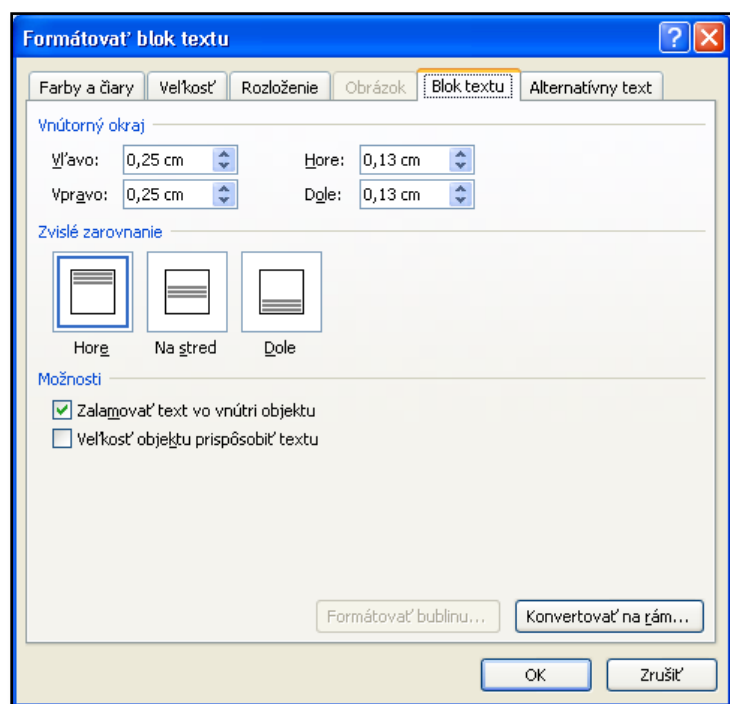 Formátovať blok textu
Farby a čiary Veľkosť Rozloženie Obrázok Blok textu Alternatívny text
Vnútorný okraj
Vľavo: 0,25 cm Hore: 0,13 cm
Vpravo: 0,25 cm Dole: 0,13 cm
Zvislé zarovnanie
Hore Na stred Dole
Možnosti
Zalamovať text vo vnútri objektu
Veľkosť objektu prispôsobiť textu
Formátovať bublinu... Konvertovať na rám...
OK Zrušiť